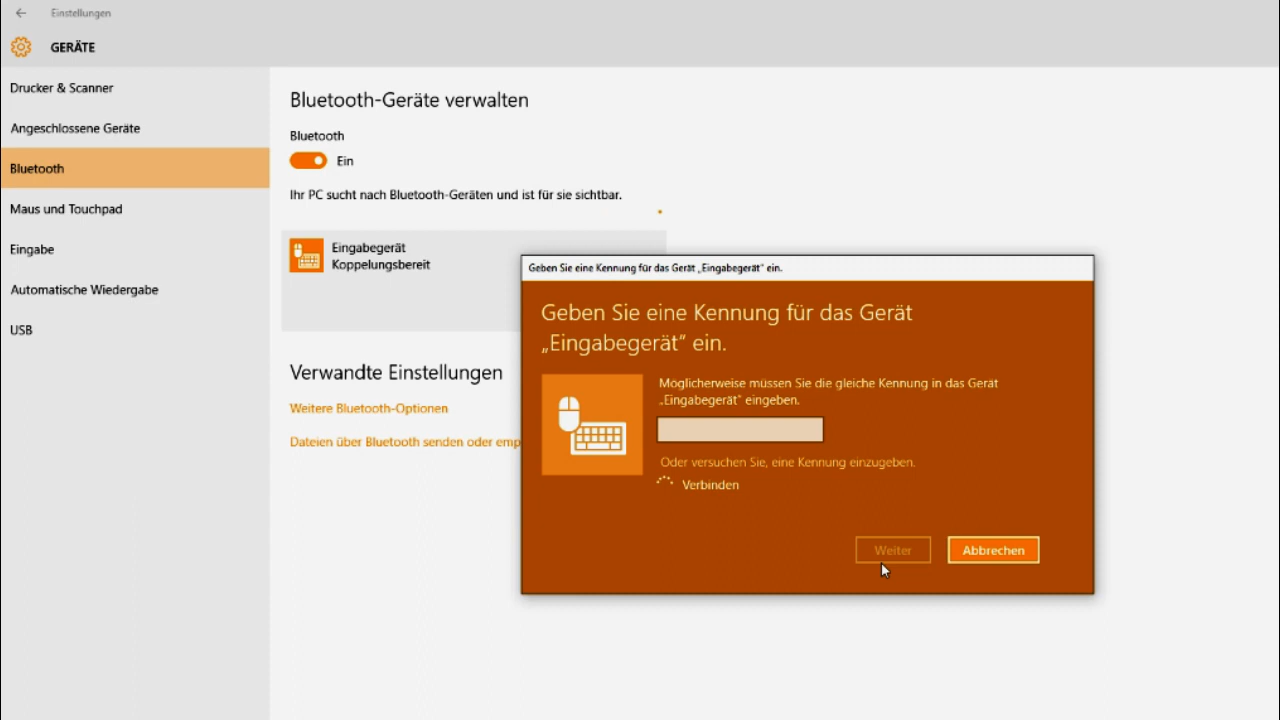 Einstellungen
GERÄTE
Drucker & Scanner
Angeschlossene Geräte
Bluetooth
Maus und Touchpad
Eingabe
Automatische Wiedergabe
USB
Bluetooth-Geräte verwalten
Bluetooth
Ein
Ihr PC sucht nach Bluetooth-Geräten und ist für sie sichtbar.
Eingabegerät
Koppelungsbereit
Verwandte Einstellungen
Weitere Bluetooth-Optionen
Dateien über Bluetooth senden oder emp
Geben Sie eine Kennung für das Gerät „Eingabegerät“ ein.
Geben Sie eine Kennung für das Gerät
„Eingabegerät“ ein.
Möglicherweise müssen Sie die gleiche Kennung in das Gerät
„Eingabegerät“ eingeben.
Oder versuchen Sie, eine Kennung einzugeben.
Verbinden
Weiter
Abbrechen